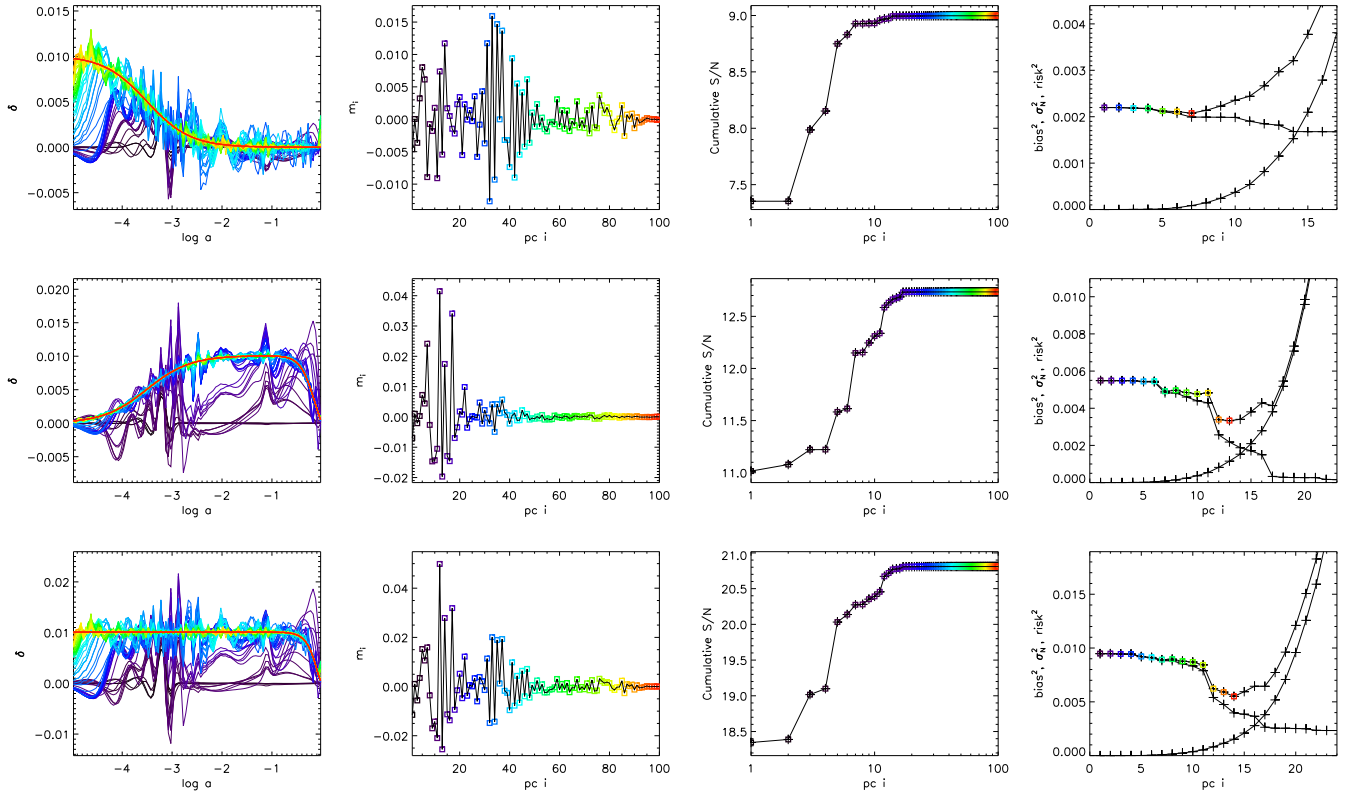 δ
0.015
0.010
0.005
0.000
−0.005
−4 −3 −2 −1
log a
m_i
0.015
0.010
0.005
0.000
−0.005
−0.010
20 40 60 80 100
pc i
Cumulative S/N
9.0
8.5
8.0
7.5
1 10 100
pc i
bias², σ²_N, risk²
0.004
0.003
0.002
0.001
0.000
0 5 10 15
pc i
δ
0.020
0.015
0.010
0.005
0.000
−0.005
−4 −3 −2 −1
log a
m_i
0.04
0.03
0.02
0.01
0.00
−0.01
−0.02
20 40 60 80 100
pc i
Cumulative S/N
12.5
12.0
11.5
11.0
1 10 100
pc i
bias², σ²_N, risk²
0.010
0.008
0.006
0.004
0.002
0.000
0 5 10 15 20
pc i
δ
0.02
0.01
0.00
−0.01
−4 −3 −2 −1
log a
m_i
0.04
0.02
0.00
−0.02
20 40 60 80 100
pc i
Cumulative S/N
21.0
20.5
20.0
19.5
19.0
18.5
1 10 100
pc i
bias², σ²_N, risk²
0.015
0.010
0.005
0.000
0 5 10 15 20
pc i